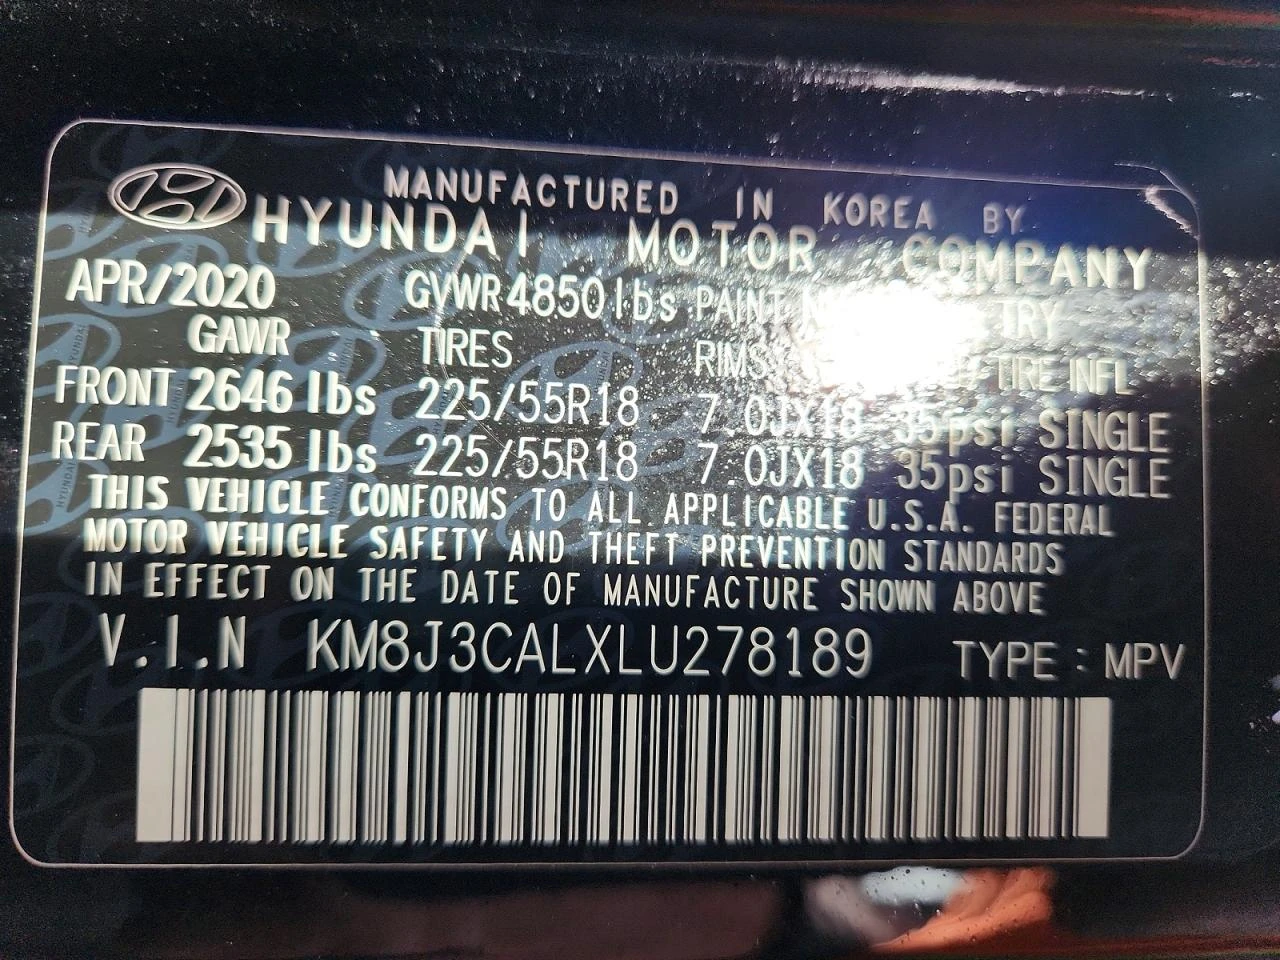 MANUFACTURED IN KOREA BY
HYUNDAI MOTOR COMPANY
APR/2020 GVWR 4850lbs PAINT TRY
GAWR TIRES RIMS TIRE INFL
FRONT 2646 lbs 225/55R18 7.0JX18 35psi SINGLE
REAR 2535 lbs 225/55R18 7.0JX18 35psi SINGLE
THIS VEHICLE CONFORMS TO ALL APPLICABLE U.S.A. FEDERAL
MOTOR VEHICLE SAFETY AND THEFT PREVENTION STANDARDS
IN EFFECT ON THE DATE OF MANUFACTURE SHOWN ABOVE
V.I.N KM8J3CALXLU278189 TYPE : MPV